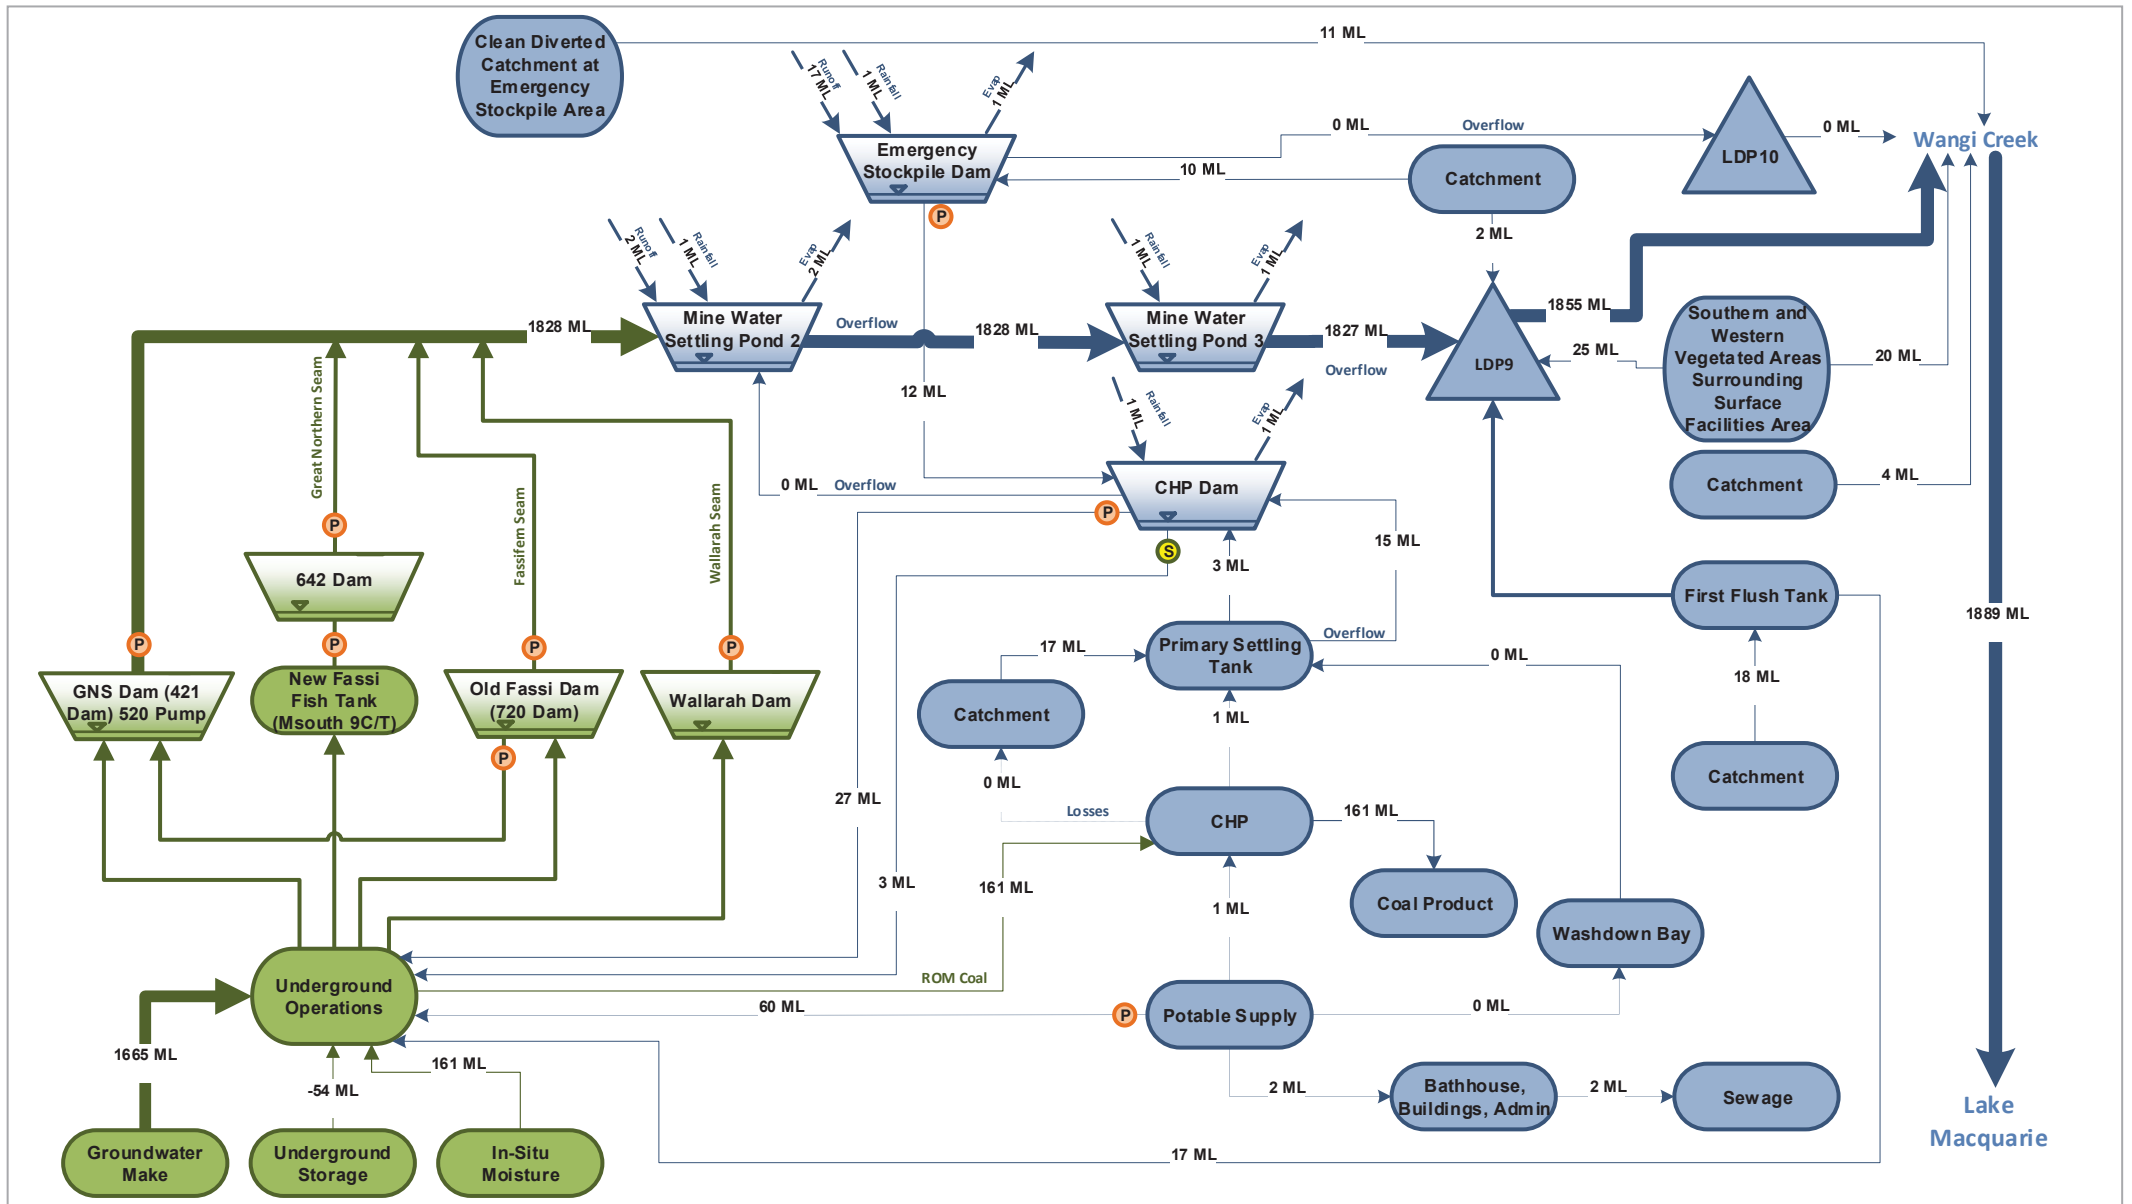 Clean Diverted
Catchment at
Emergency
Stockpile Area
11 ML
Runoff
17 ML
Rainfall
1 ML
Evap
1 ML
Emergency
Stockpile Dam
P
0 ML
Overflow
LDP10
0 ML
Wangi Creek
10 ML
Catchment
2 ML
Runoff
2 ML
Rainfall
1 ML
Evap
2 ML
Rainfall
1 ML
Evap
1 ML
1828 ML
Mine Water
Settling Pond 2
Overflow
1828 ML
Mine Water
Settling Pond 3
1827 ML
Overflow
LDP9
1855 ML
25 ML
Southern and
Western
Vegetated Areas
Surrounding
Surface
Facilities Area
20 ML
Catchment
4 ML
12 ML
Rainfall
1 ML
Evap
1 ML
Great Northern Seam
Fassifern Seam
Wallarah Seam
0 ML
Overflow
CHP Dam
P
S
3 ML
15 ML
P
642 Dam
P
P
P
P
GNS Dam (421
Dam) 520 Pump
New Fassi
Fish Tank
(Msouth 9C/T)
Old Fassi Dam
(720 Dam)
P
Wallarah Dam
17 ML
Primary Settling
Tank
Overflow
0 ML
First Flush Tank
18 ML
Catchment
1889 ML
Catchment
1 ML
0 ML
Losses
CHP
161 ML
Coal Product
27 ML
3 ML
161 ML
1 ML
Washdown Bay
ROM Coal
Underground
Operations
60 ML
P
Potable Supply
0 ML
1665 ML
-54 ML
161 ML
2 ML
Bathhouse,
Buildings, Admin
2 ML
Sewage
Groundwater
Make
Underground
Storage
In-Situ
Moisture
17 ML
Lake
Macquarie